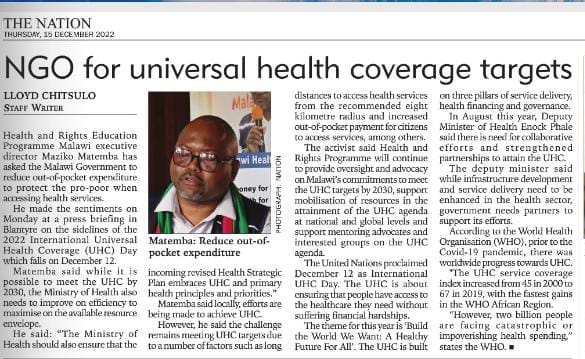 THE NATION
THURSDAY, 15 DECEMBER 2022
NGO for universal health coverage targets
LLOYD CHITSULO
STAFF WRITER
Health and Rights Education
Programme Malawi executive
director Maziko Matemba has
asked the Malawi Government to
reduce out-of-pocket expenditure
to protect the pro-poor when
accessing health services.
He made the sentiments on
Monday at a press briefing in
Blantyre on the sidelines of the
2022 International Universal
Health Coverage (UHC) Day
which falls on December 12.
Matemba said while it is
possible to meet the UHC by
2030, the Ministry of Health also
needs to improve on efficiency to
maximise on the available resource
envelope.
He said: "The Ministry of
Health should also ensure that the
Mala
awi Heal
oney for
PHOTOGRAPH: NATION
Matemba: Reduce out-of-
pocket expenditure
incoming revised Health Strategic
Plan embraces UHC and primary
health principles and priorities."
Matemba said locally, efforts are
being made to achieve UHC.
However, he said the challenge
remains meeting UHC targets due
to a number of factors such as long
distances to access health services
from the recommended eight
kilometre radius and increased
out-of-pocket payment for citizens
to access services, among others.
The activist said Health and
Rights Programme will continue
to provide oversight and advocacy
on Malawi's commitments to meet
the UHC targets by 2030, support
mobilisation of resources in the
attainment of the UHC agenda
at national and global levels and
support mentoring advocates and
interested groups on the UHC
agenda.
The United Nations proclaimed
December 12 as International
UHC Day. The UHC is about
ensuring that people have access to
the healthcare they need without
suffering financial hardships.
The theme for this year is 'Build
the World We Want: A Healthy
Future For All'. The UHC is built
on three pillars of service delivery,
health financing and governance.
In August this year, Deputy
Minister of Health Enock Phale
said there is need for collaborative
efforts and strengthened
partnerships to attain the UHC.
The deputy minister said
while infrastructure development
and service delivery need to be
enhanced in the health sector,
government needs partners to
support its efforts.
According to the World Health
Organisation (WHO), prior to the
Covid-19 pandemic, there was
worldwide progress towards UHC.
"The UHC service coverage
index increased from 45 in 2000 to
67 in 2019, with the fastest gains
in the WHO African Region.
"However, two billion people
are facing catastrophic or
impoverishing health spending,"
states the WHO. ■